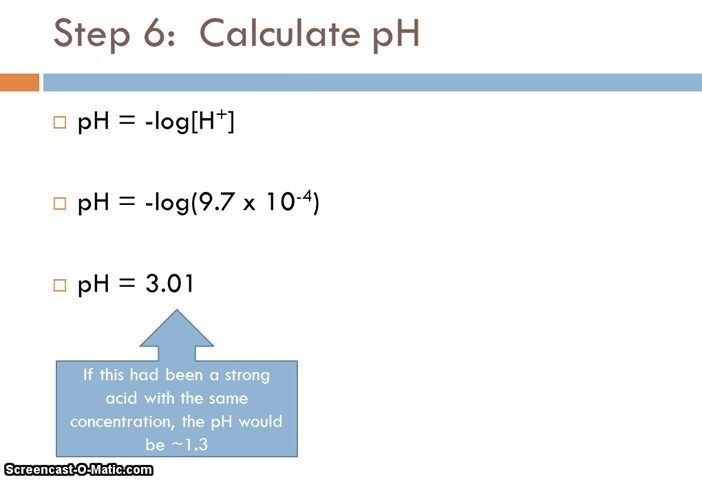 Step 6: Calculate pH
pH = -log[H⁺]
pH = -log(9.7 x 10⁻⁴)
pH = 3.01
If this had been a strong
acid with the same
concentration, the pH would
be ~1.3
Screencast-O-Matic.com